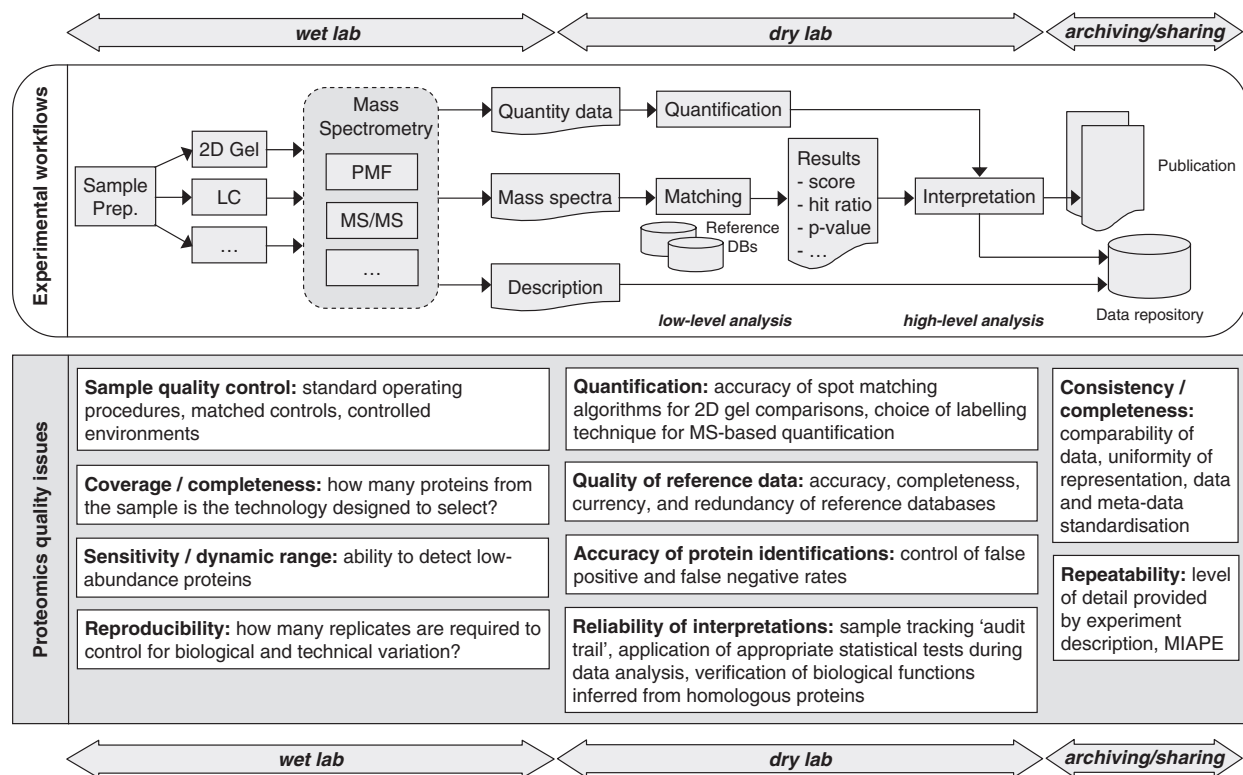 wet lab
dry lab
archiving/sharing
Experimental workflows
Sample
Prep.
2D Gel
LC
...
Mass
Spectrometry
PMF
MS/MS
...
Quantity data
Mass spectra
Description
Quantification
Matching
Reference
DBs
Results
- score
- hit ratio
- p-value
- ...
Interpretation
Publication
Data repository
low-level analysis
high-level analysis
Proteomics quality issues
Sample quality control: standard operating
procedures, matched controls, controlled
environments
Coverage / completeness: how many proteins from
the sample is the technology designed to select?
Sensitivity / dynamic range: ability to detect low-
abundance proteins
Reproducibility: how many replicates are required to
control for biological and technical variation?
Quantification: accuracy of spot matching
algorithms for 2D gel comparisons, choice of labelling
technique for MS-based quantification
Quality of reference data: accuracy, completeness,
currency, and redundancy of reference databases
Accuracy of protein identifications: control of false
positive and false negative rates
Reliability of interpretations: sample tracking ‘audit
trail’, application of appropriate statistical tests during
data analysis, verification of biological functions
inferred from homologous proteins
Consistency /
completeness:
comparability of
data, uniformity of
representation, data
and meta-data
standardisation
Repeatability: level
of detail provided
by experiment
description, MIAPE
wet lab
dry lab
archiving/sharing